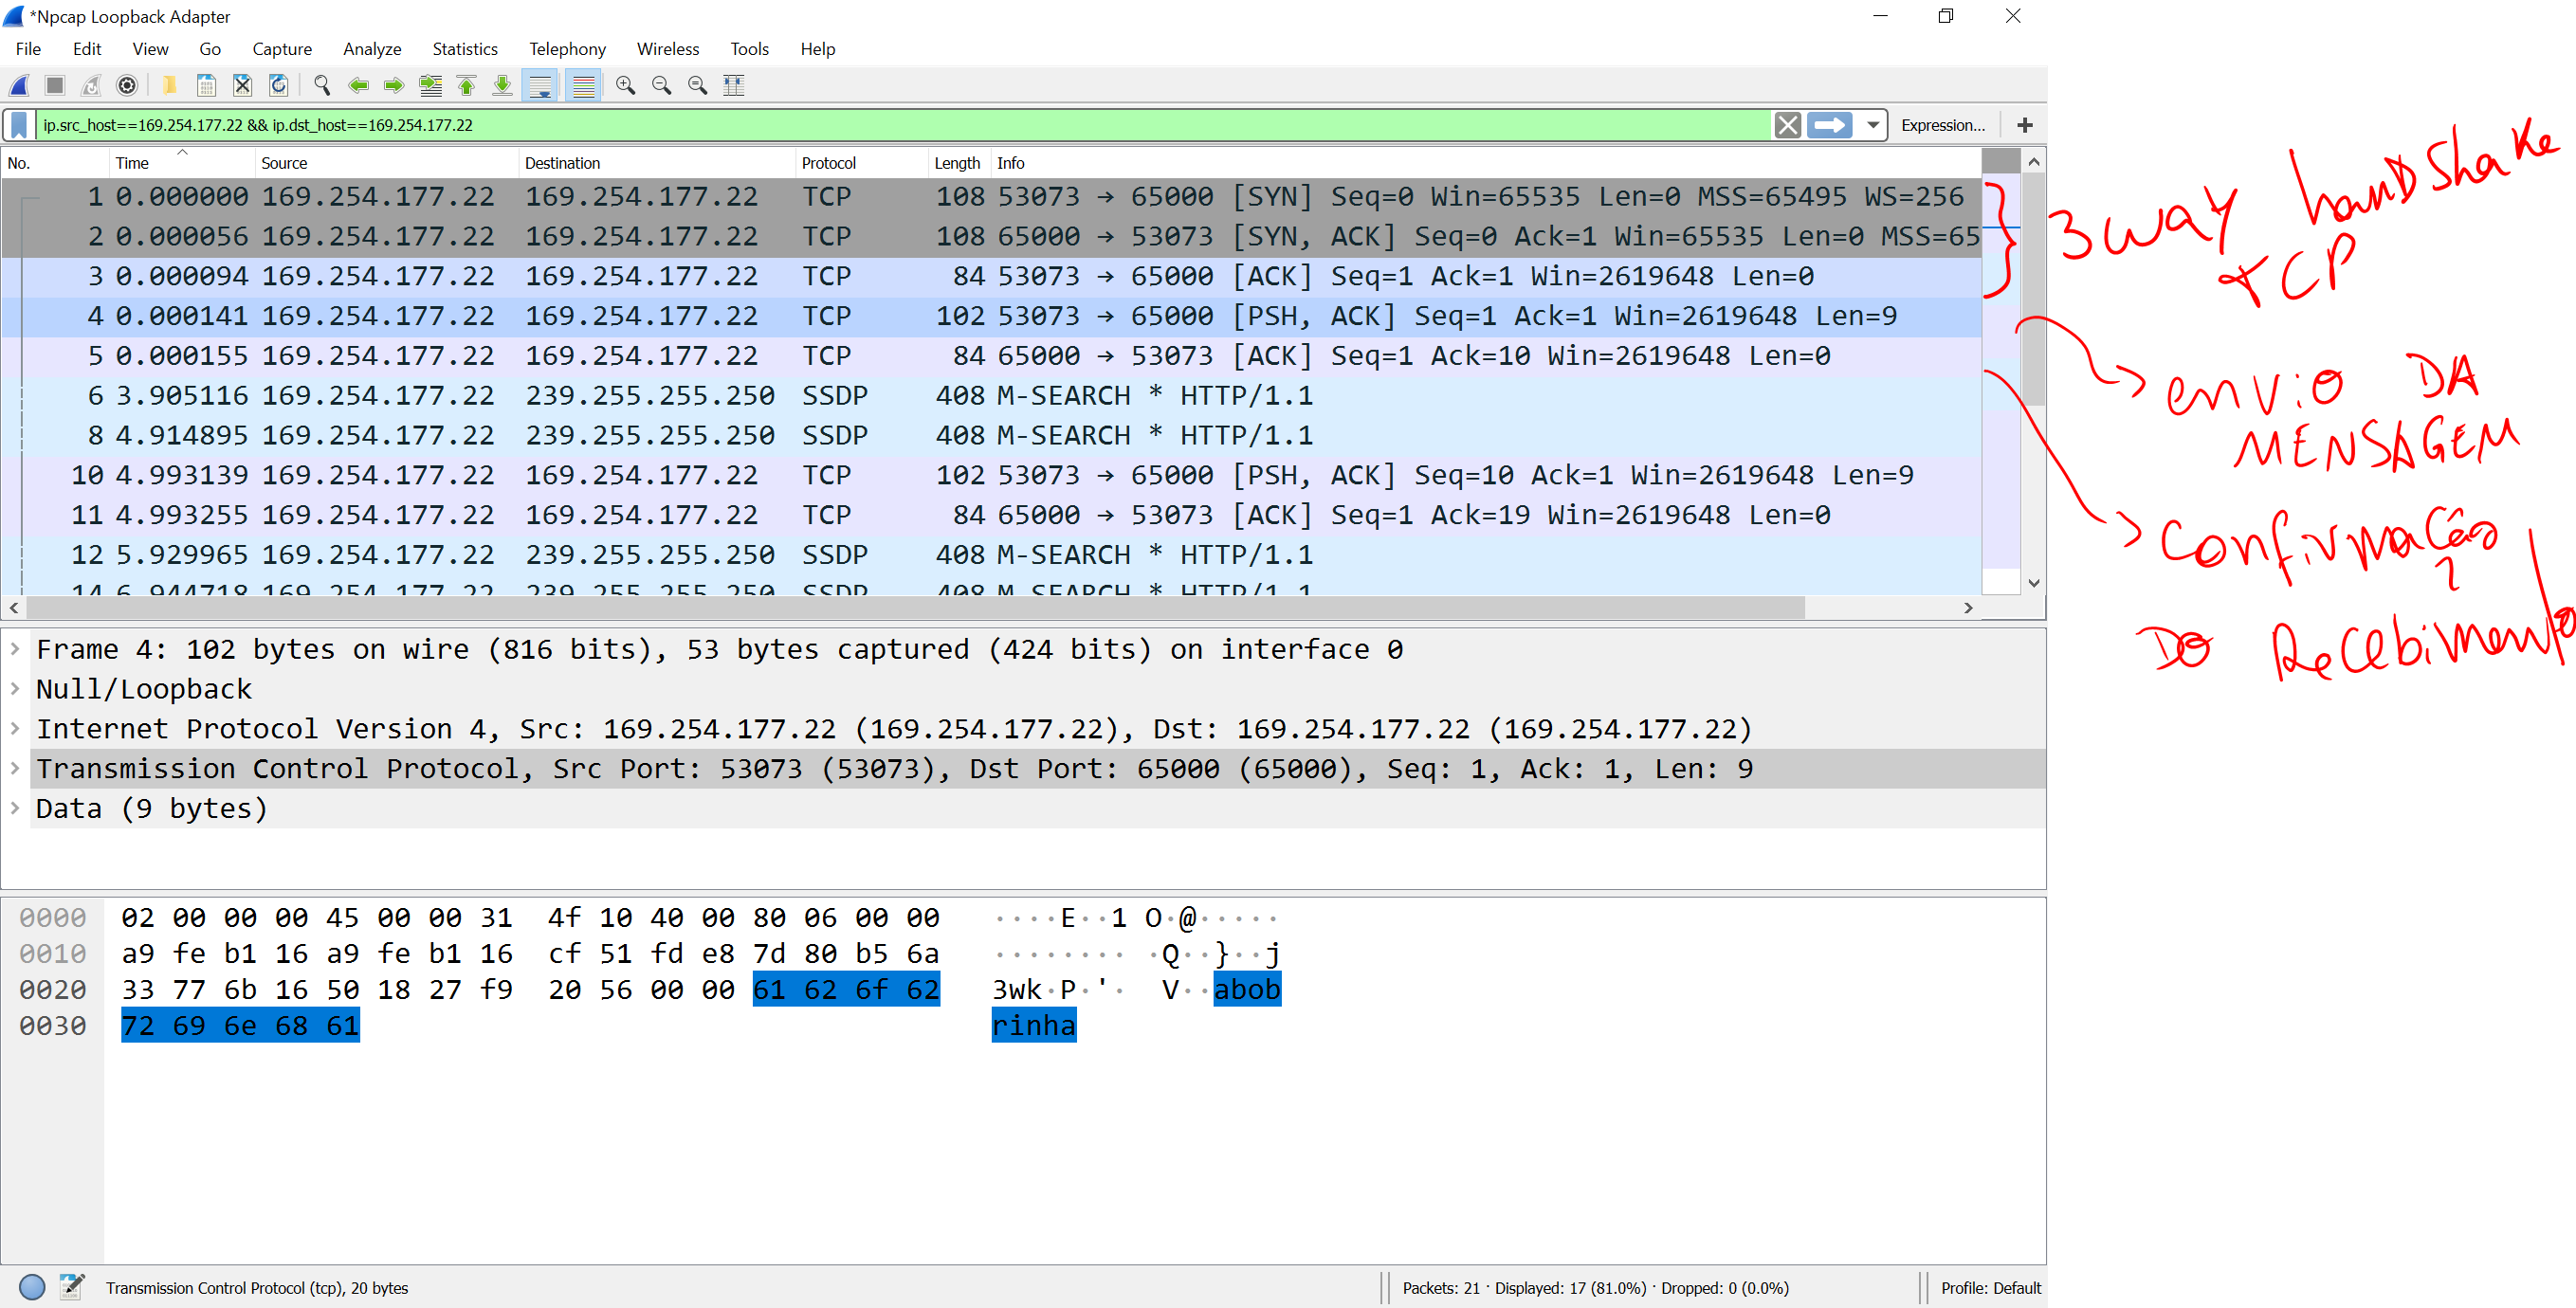 *Npcap Loopback Adapter
File Edit View Go Capture Analyze Statistics Telephony Wireless Tools Help
ip.src_host==169.254.177.22 && ip.dst_host==169.254.177.22 Expression... +
No. Time Source Destination Protocol Length Info
1 0.000000 169.254.177.22 169.254.177.22 TCP 108 53073 → 65000 [SYN] Seq=0 Win=65535 Len=0 MSS=65495 WS=256
2 0.000056 169.254.177.22 169.254.177.22 TCP 108 65000 → 53073 [SYN, ACK] Seq=0 Ack=1 Win=65535 Len=0 MSS=65
3 0.000094 169.254.177.22 169.254.177.22 TCP 84 53073 → 65000 [ACK] Seq=1 Ack=1 Win=2619648 Len=0
4 0.000141 169.254.177.22 169.254.177.22 TCP 102 53073 → 65000 [PSH, ACK] Seq=1 Ack=1 Win=2619648 Len=9
5 0.000155 169.254.177.22 169.254.177.22 TCP 84 65000 → 53073 [ACK] Seq=1 Ack=10 Win=2619648 Len=0
6 3.905116 169.254.177.22 239.255.255.250 SSDP 408 M-SEARCH * HTTP/1.1
8 4.914895 169.254.177.22 239.255.255.250 SSDP 408 M-SEARCH * HTTP/1.1
10 4.993139 169.254.177.22 169.254.177.22 TCP 102 53073 → 65000 [PSH, ACK] Seq=10 Ack=1 Win=2619648 Len=9
11 4.993255 169.254.177.22 169.254.177.22 TCP 84 65000 → 53073 [ACK] Seq=1 Ack=19 Win=2619648 Len=0
12 5.929965 169.254.177.22 239.255.255.250 SSDP 408 M-SEARCH * HTTP/1.1
14 6.944718 169.254.177.22 239.255.255.250 SSDP 408 M-SEARCH * HTTP/1.1
3 way handshake
TCP
envio DA
MENSAGEM
Confirmação
DO Recebimento
Frame 4: 102 bytes on wire (816 bits), 53 bytes captured (424 bits) on interface 0
Null/Loopback
Internet Protocol Version 4, Src: 169.254.177.22 (169.254.177.22), Dst: 169.254.177.22 (169.254.177.22)
Transmission Control Protocol, Src Port: 53073 (53073), Dst Port: 65000 (65000), Seq: 1, Ack: 1, Len: 9
Data (9 bytes)
0000 02 00 00 00 45 00 00 31 4f 10 40 00 80 06 00 00 ····E··1 O·@·····
0010 a9 fe b1 16 a9 fe b1 16 cf 51 fd e8 7d 80 b5 6a ········ ·Q··}··j
0020 33 77 6b 16 50 18 27 f9 20 56 00 00 61 62 6f 62 3wk·P·'· V··abob
0030 72 69 6e 68 61 rinha
Transmission Control Protocol (tcp), 20 bytes Packets: 21 · Displayed: 17 (81.0%) · Dropped: 0 (0.0%) Profile: Default